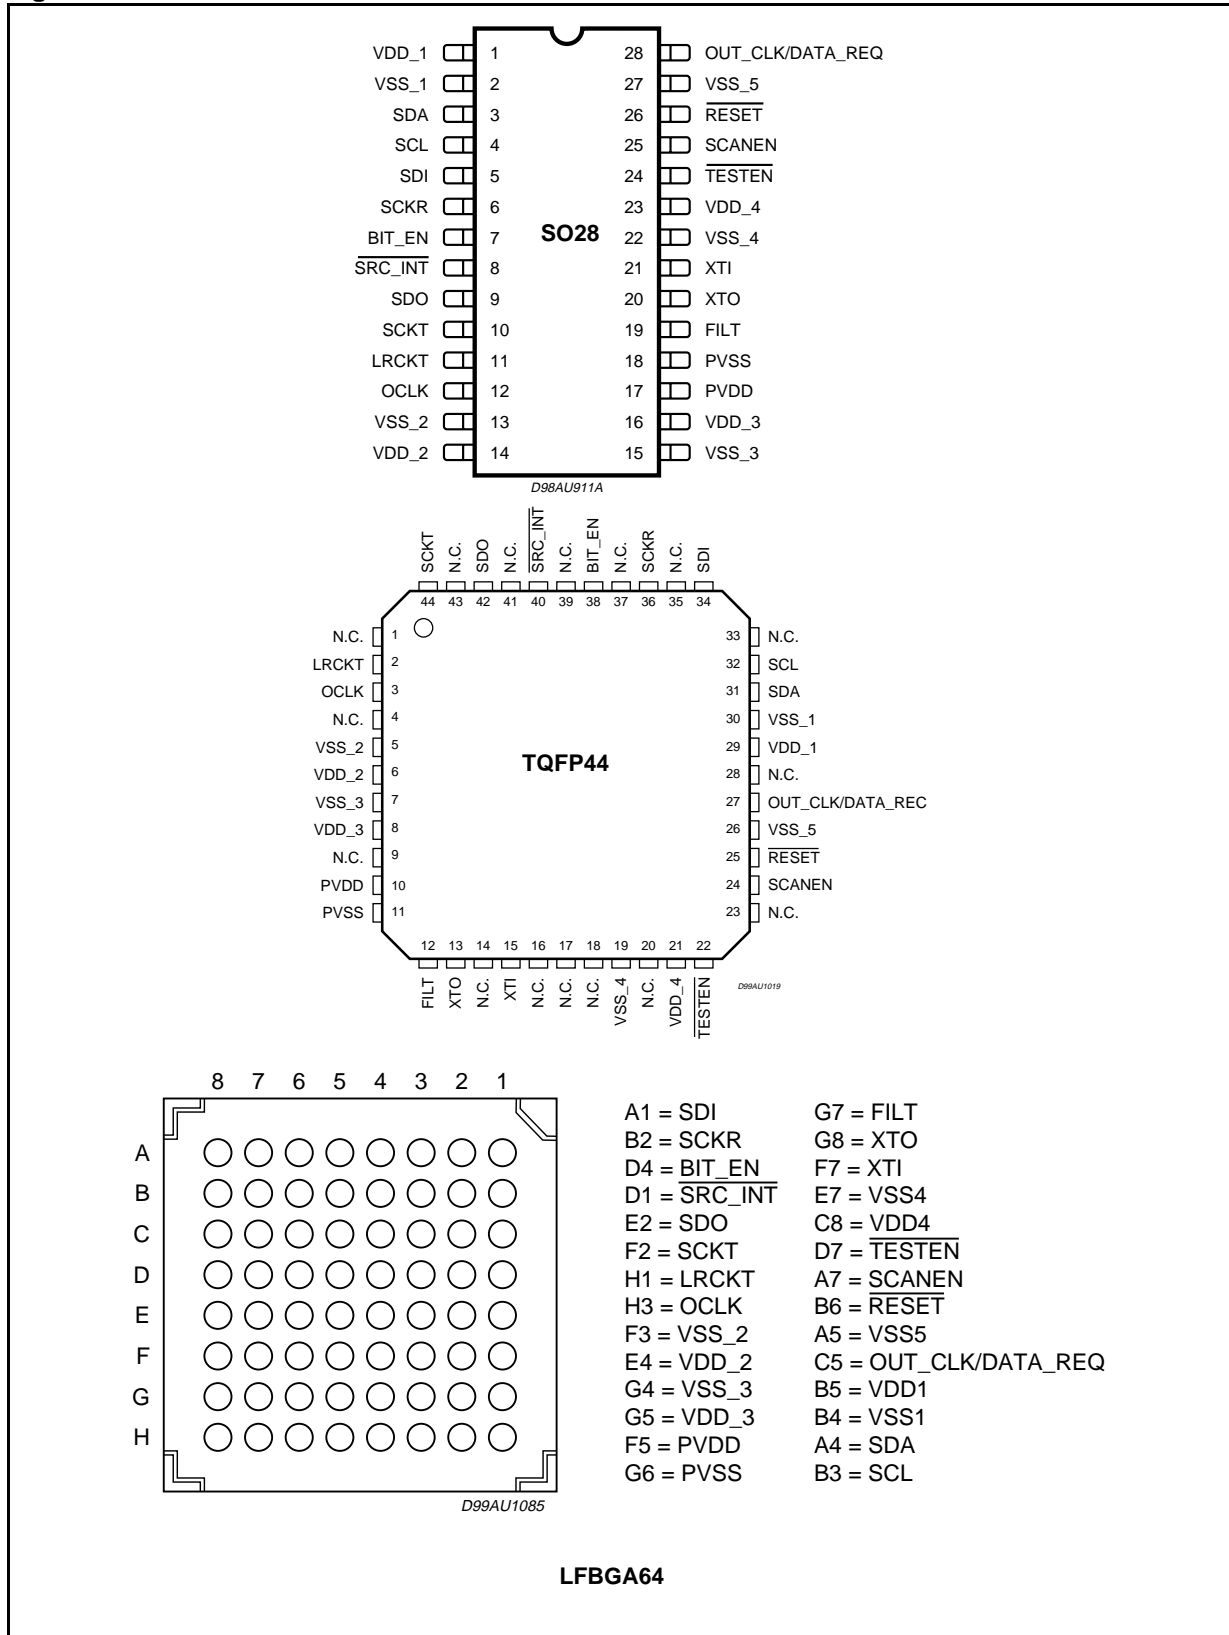 VDD_1 1 28 OUT_CLK/DATA_REQ
VSS_1 2 27 VSS_5
SDA 3 26 RESET
SCL 4 25 SCANEN
SDI 5 24 TESTEN
SCKR 6 23 VDD_4
BIT_EN 7 22 VSS_4
SRC_INT 8 21 XTI
SDO 9 20 XTO
SCKT 10 19 FILT
LRCKT 11 18 PVSS
OCLK 12 17 PVDD
VSS_2 13 16 VDD_3
VDD_2 14 15 VSS_3
SO28
D98AU911A
SCKT N.C. SDO N.C. SRC_INT N.C. BIT_EN N.C. SCKR N.C. SDI
44 43 42 41 40 39 38 37 36 35 34
N.C. 1 33 N.C.
LRCKT 2 32 SCL
OCLK 3 31 SDA
N.C. 4 30 VSS_1
VSS_2 5 29 VDD_1
VDD_2 6 28 N.C.
VSS_3 7 27 OUT_CLK/DATA_REC
VDD_3 8 26 VSS_5
N.C. 9 25 RESET
PVDD 10 24 SCANEN
PVSS 11 23 N.C.
TQFP44
12 13 14 15 16 17 18 19 20 21 22
FILT XTO N.C. XTI N.C. N.C. N.C. VSS_4 N.C. VDD_4 TESTEN
D99AU1019
8 7 6 5 4 3 2 1
A
B
C
D
E
F
G
H
D99AU1085
A1 = SDI
B2 = SCKR
D4 = BIT_EN
D1 = SRC_INT
E2 = SDO
F2 = SCKT
H1 = LRCKT
H3 = OCLK
F3 = VSS_2
E4 = VDD_2
G4 = VSS_3
G5 = VDD_3
F5 = PVDD
G6 = PVSS
G7 = FILT
G8 = XTO
F7 = XTI
E7 = VSS4
C8 = VDD4
D7 = TESTEN
A7 = SCANEN
B6 = RESET
A5 = VSS5
C5 = OUT_CLK/DATA_REQ
B5 = VDD1
B4 = VSS1
A4 = SDA
B3 = SCL
LFBGA64